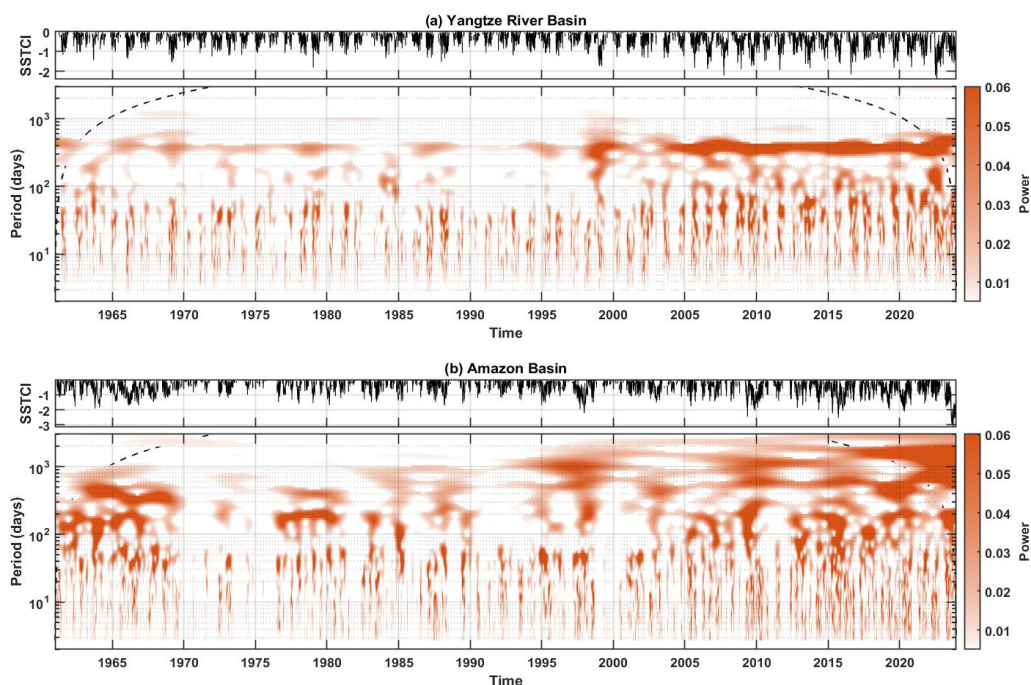 (a) Yangtze River Basin
SSTCI
0
-1
-2
Period (days)
10³
10²
10¹
1965 1970 1975 1980 1985 1990 1995 2000 2005 2010 2015 2020
Time
0.06
0.05
0.04
0.03
0.02
0.01
Power
(b) Amazon Basin
SSTCI
-1
-2
-3
Period (days)
10³
10²
10¹
1965 1970 1975 1980 1985 1990 1995 2000 2005 2010 2015 2020
Time
0.06
0.05
0.04
0.03
0.02
0.01
Power